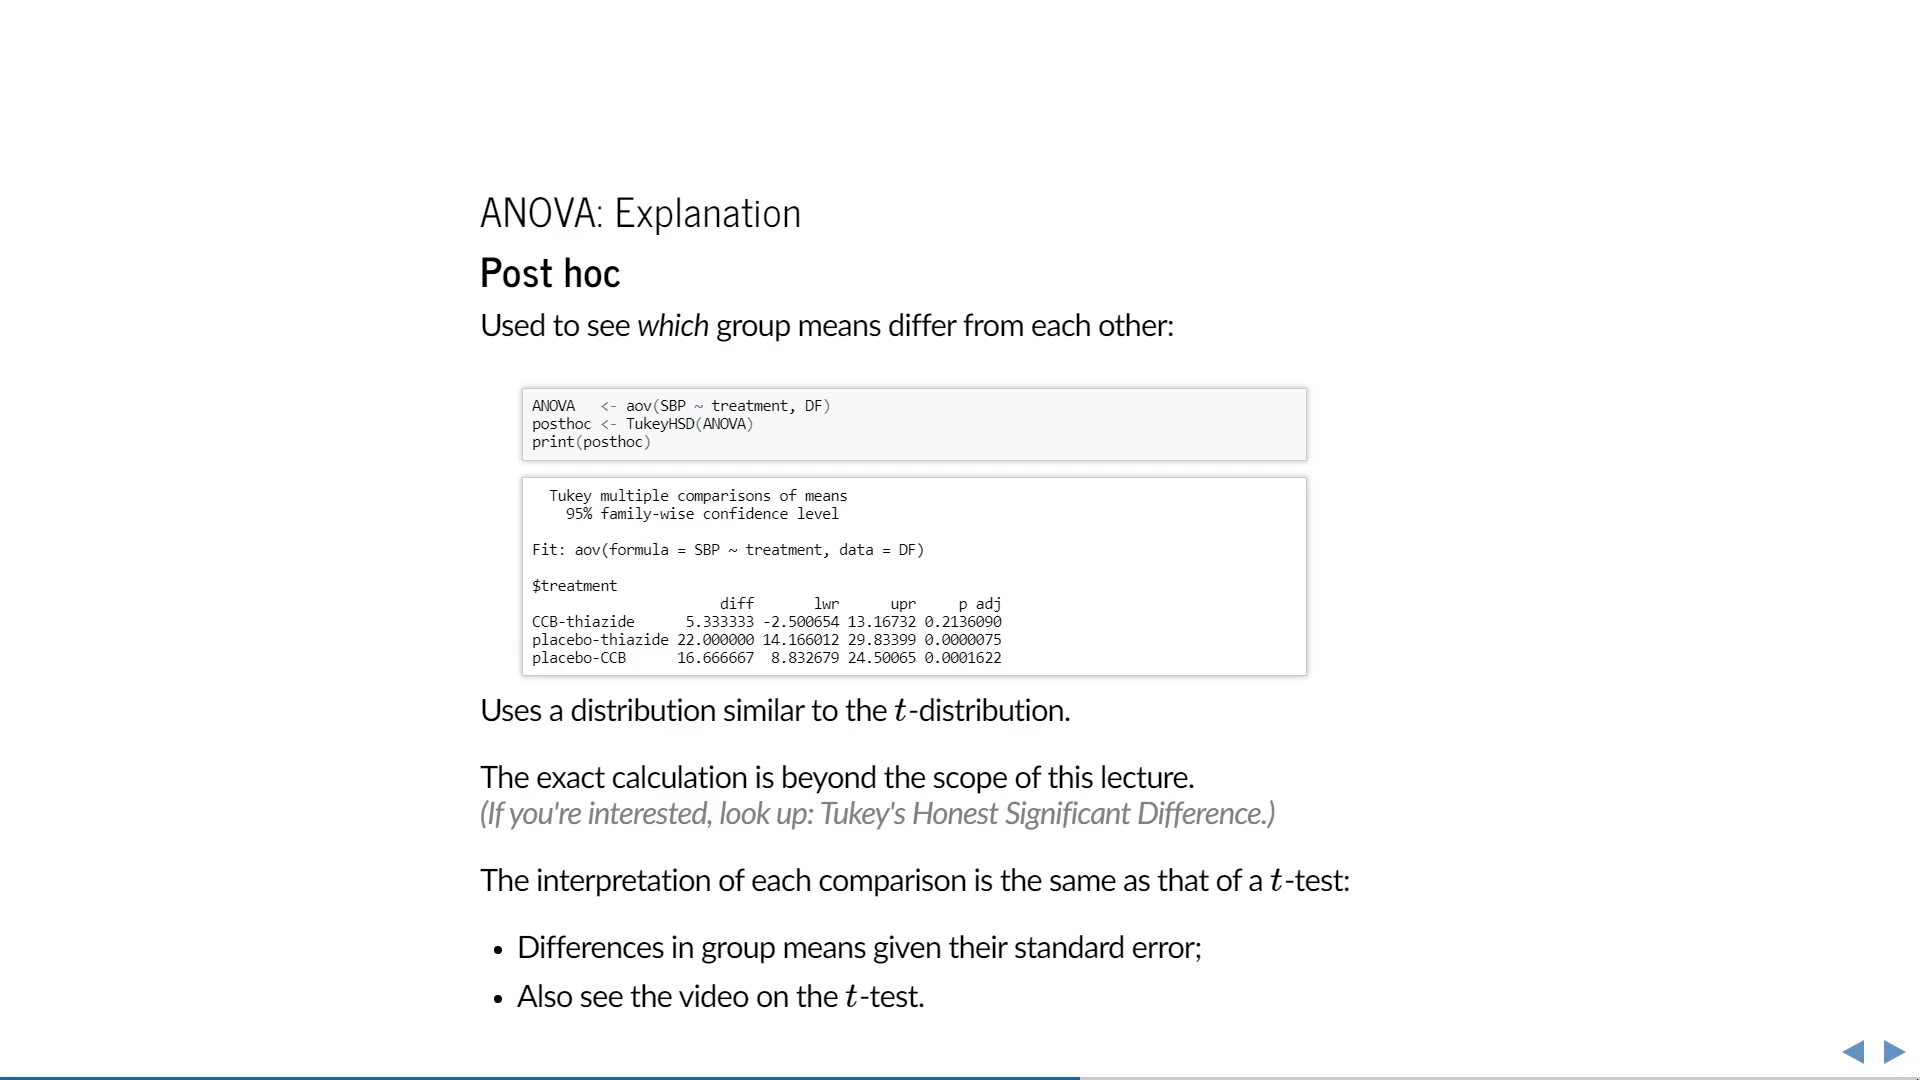 ANOVA: Explanation
Post hoc
Used to see which group means differ from each other:
ANOVA   <- aov(SBP ~ treatment, DF)
posthoc <- TukeyHSD(ANOVA)
print(posthoc)
  Tukey multiple comparisons of means
    95% family-wise confidence level
Fit: aov(formula = SBP ~ treatment, data = DF)
$treatment
                      diff       lwr      upr     p adj
CCB-thiazide      5.333333 -2.500654 13.16732 0.2136090
placebo-thiazide 22.000000 14.166012 29.83399 0.0000075
placebo-CCB      16.666667  8.832679 24.50065 0.0001622
Uses a distribution similar to the t-distribution.
The exact calculation is beyond the scope of this lecture.
(If you're interested, look up: Tukey's Honest Significant Difference.)
The interpretation of each comparison is the same as that of a t-test:
• Differences in group means given their standard error;
• Also see the video on the t-test.